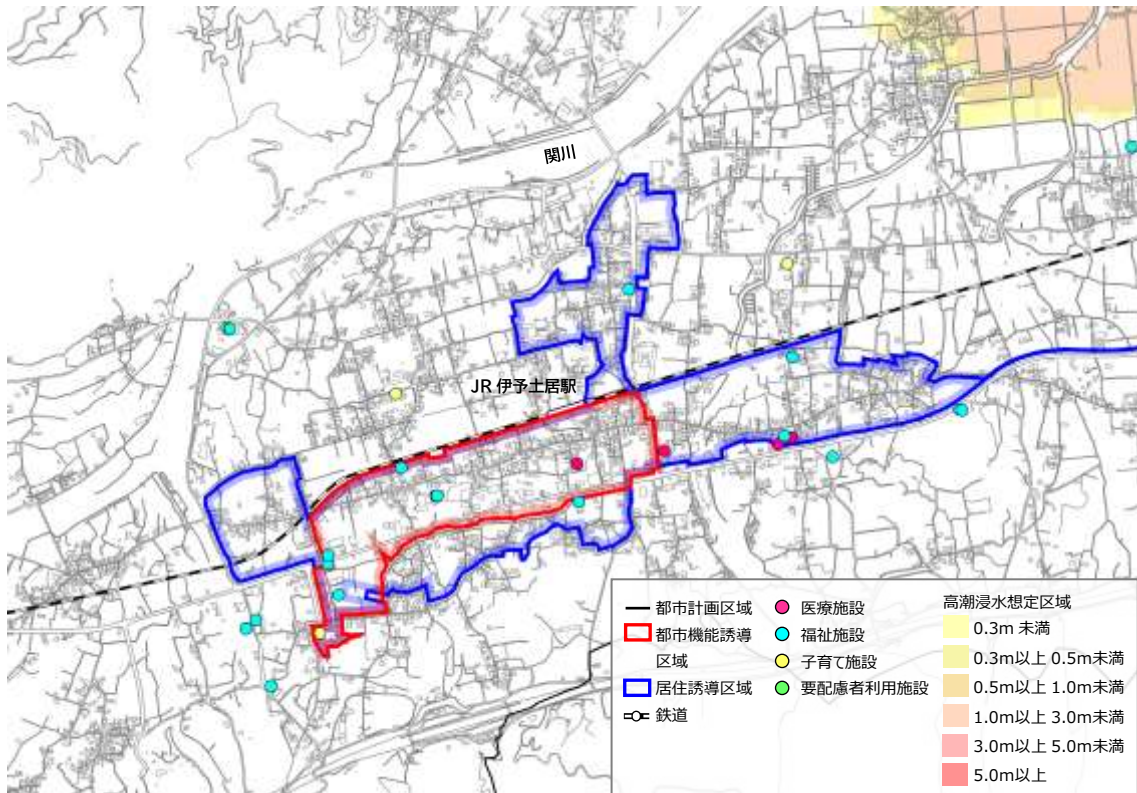 関川
JR 伊予土居駅
都市計画区域
都市機能誘導
区域
居住誘導区域
鉄道
医療施設
福祉施設
子育て施設
要配慮者利用施設
高潮浸水想定区域
0.3m 未満
0.3m以上 0.5m未満
0.5m以上 1.0m未満
1.0m以上 3.0m未満
3.0m以上 5.0m未満
5.0m以上